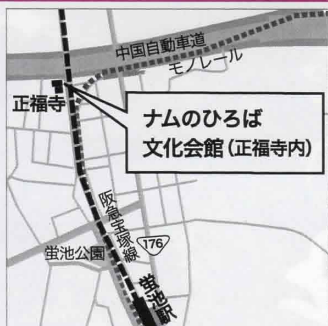 中国自動車道
モノレール
正福寺
ナムのひろば
文化会館(正福寺内)
阪急宝塚線
176
蛍池公園
蛍池駅